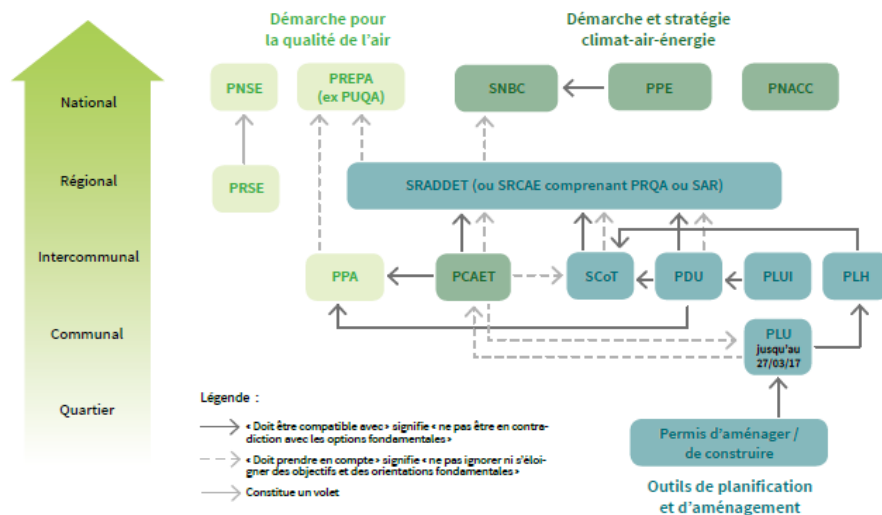 Démarche pour
la qualité de l'air
Démarche et stratégie
climat-air-énergie
National
PNSE
PREPA
(ex PUQA)
SNBC
PPE
PNACC
Régional
PRSE
SRADDET (ou SRCAE comprenant PRQA ou SAR)
Intercommunal
PPA
PCAET
SCoT
PDU
PLUI
PLH
Communal
PLU
jusqu'au
27/03/17
Quartier
Permis d'aménager /
de construire
Outils de planification
et d'aménagement
Légende :
« Doit être compatible avec » signifie « ne pas être en contra-
diction avec les options fondamentales »
« Doit prendre en compte » signifie « ne pas ignorer ni s'éloi-
gner des objectifs et des orientations fondamentales »
Constitue un volet